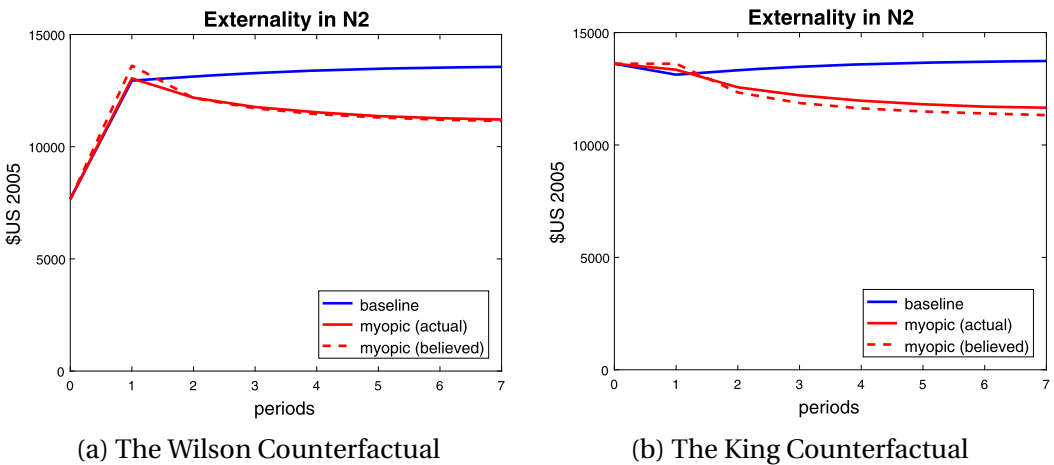 Externality in N2
15000
10000
5000
0
$US 2005
0 1 2 3 4 5 6 7
periods
baseline
myopic (actual)
myopic (believed)
(a) The Wilson Counterfactual
Externality in N2
15000
10000
5000
0
$US 2005
0 1 2 3 4 5 6 7
periods
baseline
myopic (actual)
myopic (believed)
(b) The King Counterfactual